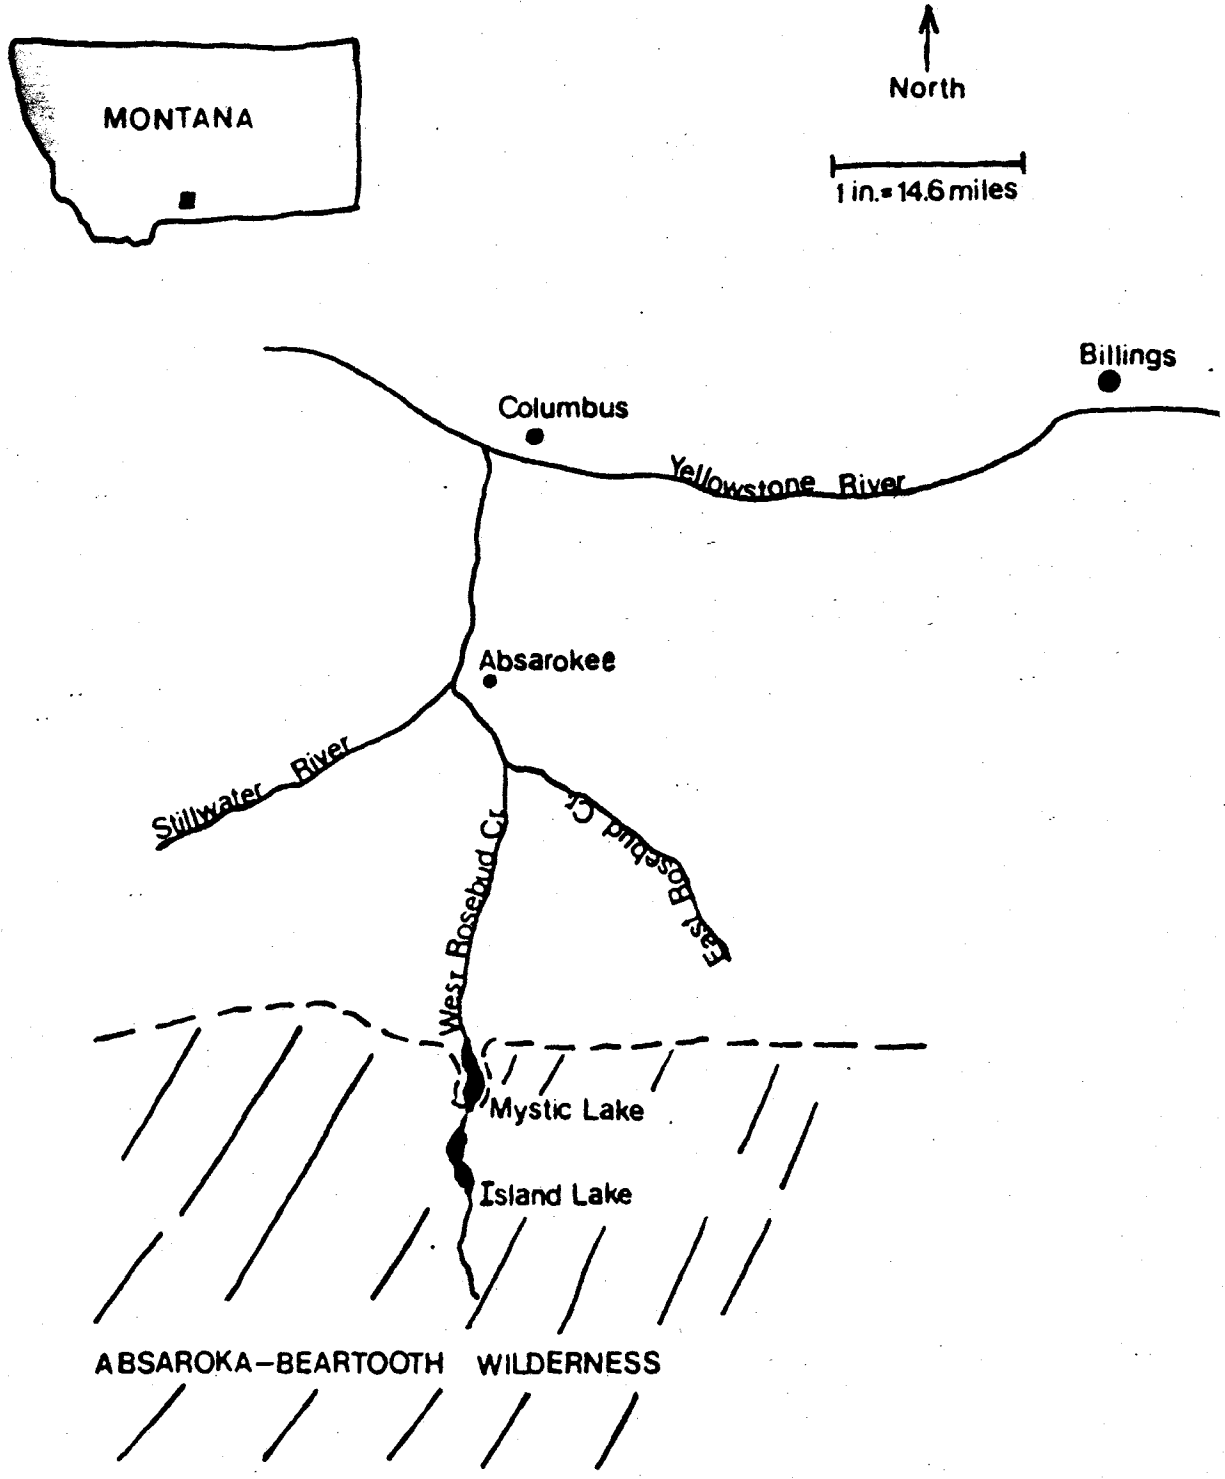 MONTANA
North
1 in.= 14.6 miles
Billings
Columbus
Yellowstone River
Absarokee
Stillwater River
West Rosebud Cr.
East Rosebud Cr.
Mystic Lake
Island Lake
ABSAROKA-BEARTOOTH WILDERNESS